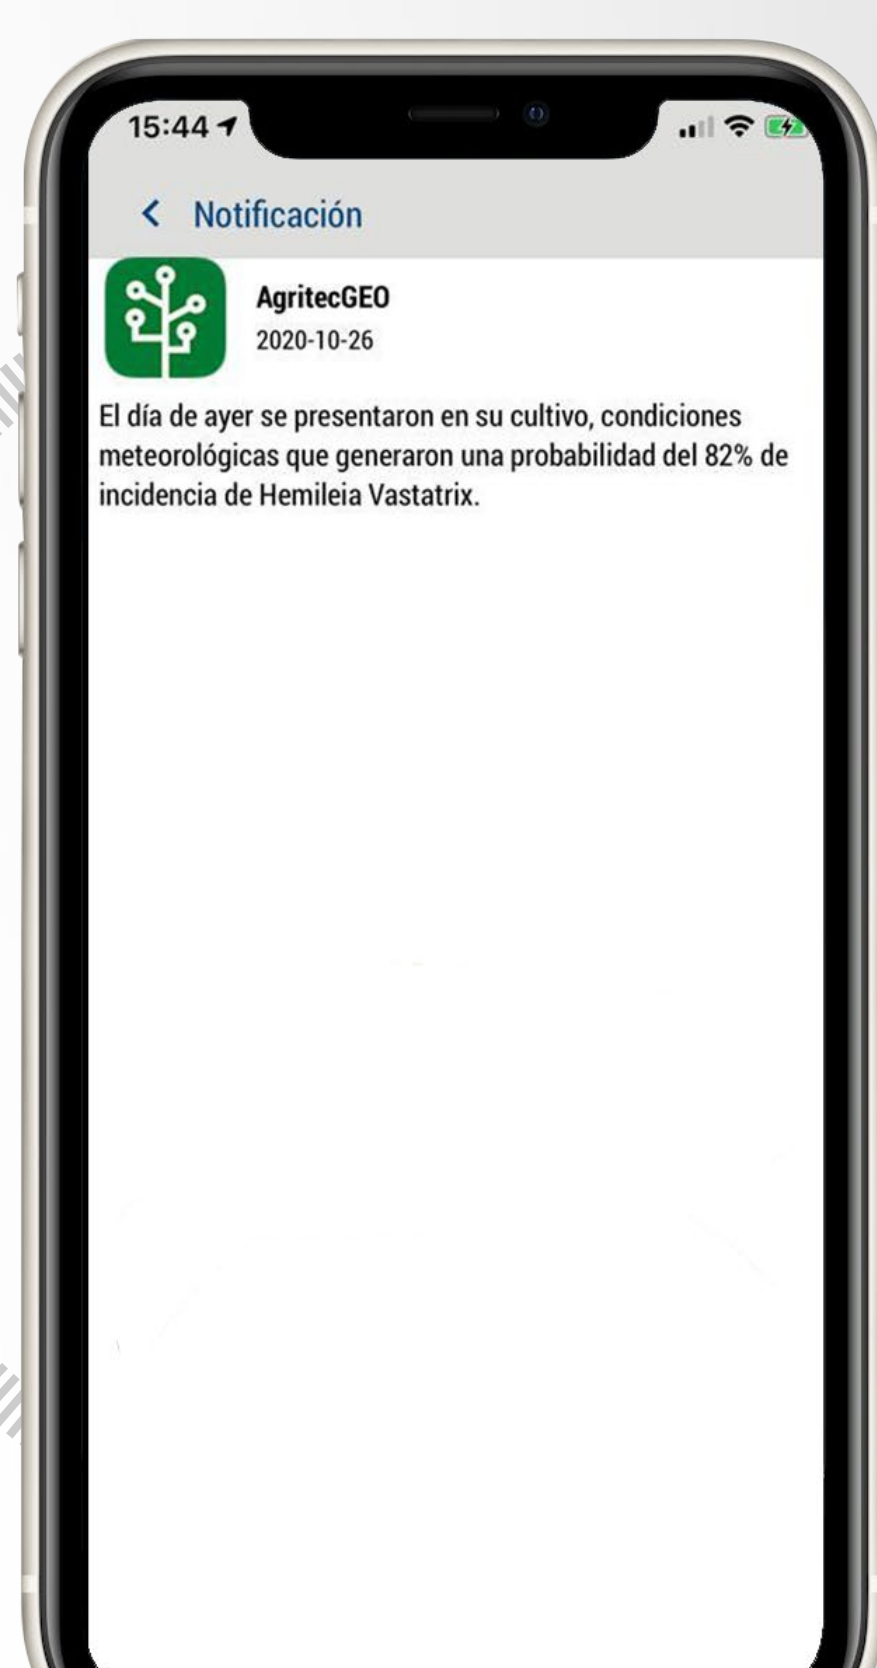 15:44
Notificación
AgritecGEO
2020-10-26
El día de ayer se presentaron en su cultivo, condiciones
meteorológicas que generaron una probabilidad del 82% de
incidencia de Hemileia Vastatrix.